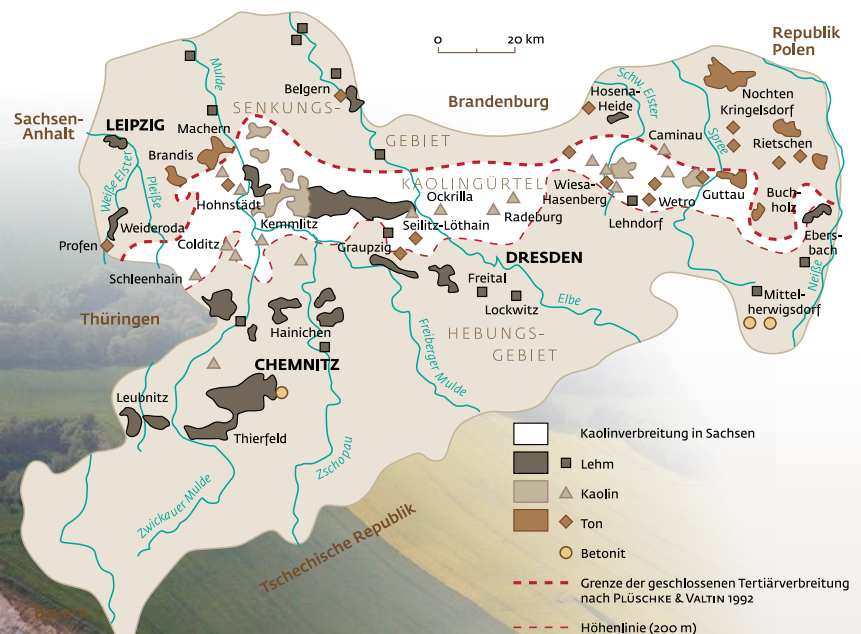 0 20 km
Republik
Polen
Brandenburg
Sachsen-
Anhalt
Thüringen
Tschechische Republik
Bayern
SENKUNGS-
GEBIET
KAOLINGÜRTEL
HEBUNGS-
GEBIET
LEIPZIG
DRESDEN
CHEMNITZ
Mulde
Belgern
Machern
Brandis
Weiße Elster
Pleiße
Hohnstädt
Weideroda
Profen
Colditz
Kemmlitz
Schleenhain
Ockrilla
Radeburg
Seilitz-Löthain
Graupzig
Freital
Lockwitz
Elbe
Freiberger Mulde
Hainichen
Leubnitz
Thierfeld
Zschopau
Zwickauer Mulde
Hosena-
Heide
Schw. Elster
Spree
Nochten
Kringelsdorf
Rietschen
Caminau
Wiesa-
Hasenberg
Wetro
Guttau
Lehndorf
Buch-
holz
Ebers-
bach
Neiße
Mittel-
herwigsdorf
Kaolinverbreitung in Sachsen
Lehm
Kaolin
Ton
Betonit
Grenze der geschlossenen Tertiärverbreitung
nach PLÜSCHKE & VALTIN 1992
Höhenlinie (200 m)